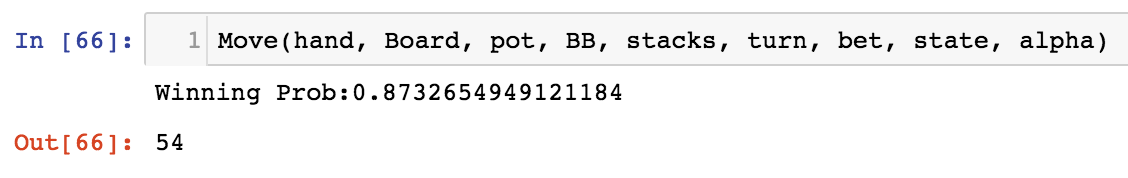 In [66]: 1 Move(hand, Board, pot, BB, stacks, turn, bet, state, alpha)
Winning Prob:0.8732654949121184
Out[66]: 54